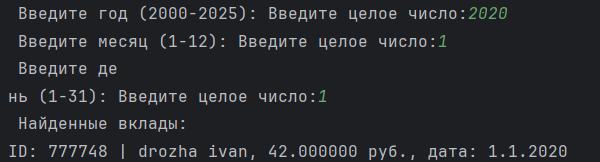 Введите год (2000-2025): Введите целое число:2020
Введите месяц (1-12): Введите целое число:1
Введите де
нь (1-31): Введите целое число:1
Найденные вклады:
ID: 777748 | drozha ivan, 42.000000 руб., дата: 1.1.2020